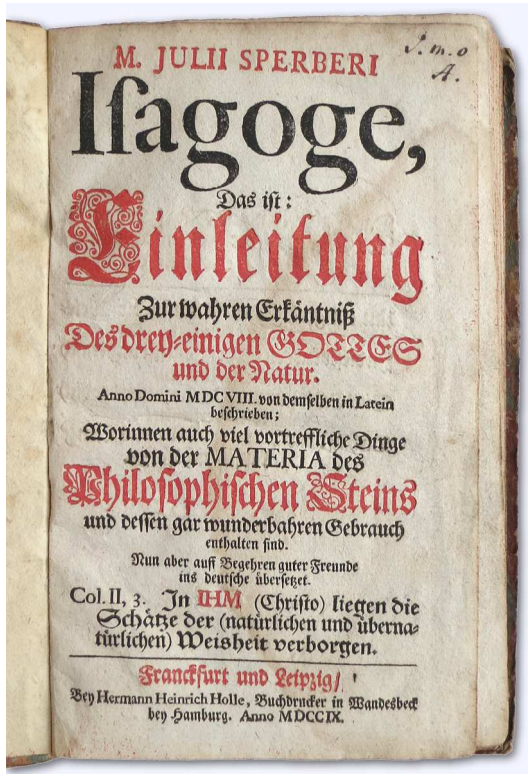 J. m. o
A.
M. JULII SPERBERI
Iſagoge,
Das iſt:
Einleitung
Zur wahren Erkäntniß
Des drey-einigen GOTTES
und der Natur.
Anno Domini MDCVIII. von demſelben in Latein
beſchrieben;
Worinnen auch viel vortreffliche Dinge
von der MATERIA des
Philoſophiſchen Steins
und deſſen gar wunderbahren Gebrauch
enthalten ſind.
Nun aber auff Begehren guter Freunde
ins deutſche überſetzet.
Col. II, 3. In IHM (Chriſto) liegen die
Schätze der (natürlichen und überna-
türlichen) Weisheit verborgen.
Franckfurt und Leipzig/
Bey Hermann Heinrich Holle, Buchdrucker in Wandesbeck
bey Hamburg. Anno MDCCIX.